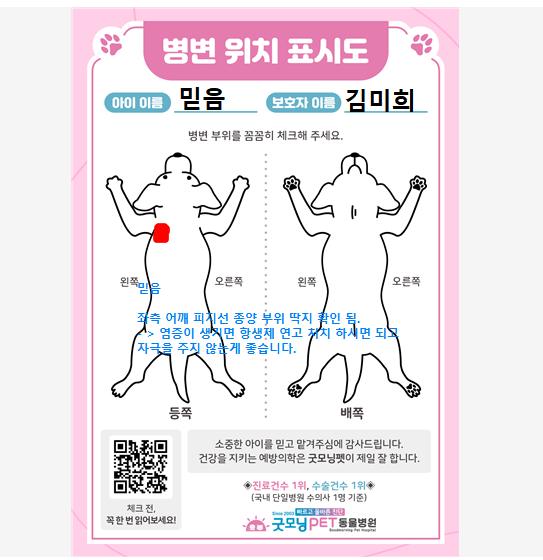 병변 위치 표시도
아이 이름 믿음 보호자 이름 김미희
병변 부위를 꼼꼼히 체크해 주세요.
왼쪽 오른쪽 왼쪽 오른쪽
믿음
좌측 어깨 피지선 종양 부위 딱지 확인 됨.
-> 염증이 생기면 항생제 연고 처치 하시면 되고
자극을 주지 않는게 좋습니다.
등쪽 배쪽
소중한 아이를 믿고 맡겨주심에 감사드립니다.
건강을 지키는 예방의학은 굿모닝펫이 제일 잘 합니다.
◈진료건수 1위, 수술건수 1위◈
(국내 단일병원 수의사 1명 기준)
체크 전,
꼭 한 번 읽어보세요!
Since 2003 빠르고 올바른 진단
굿모닝PET동물병원
Goodmorning Pet Hospital